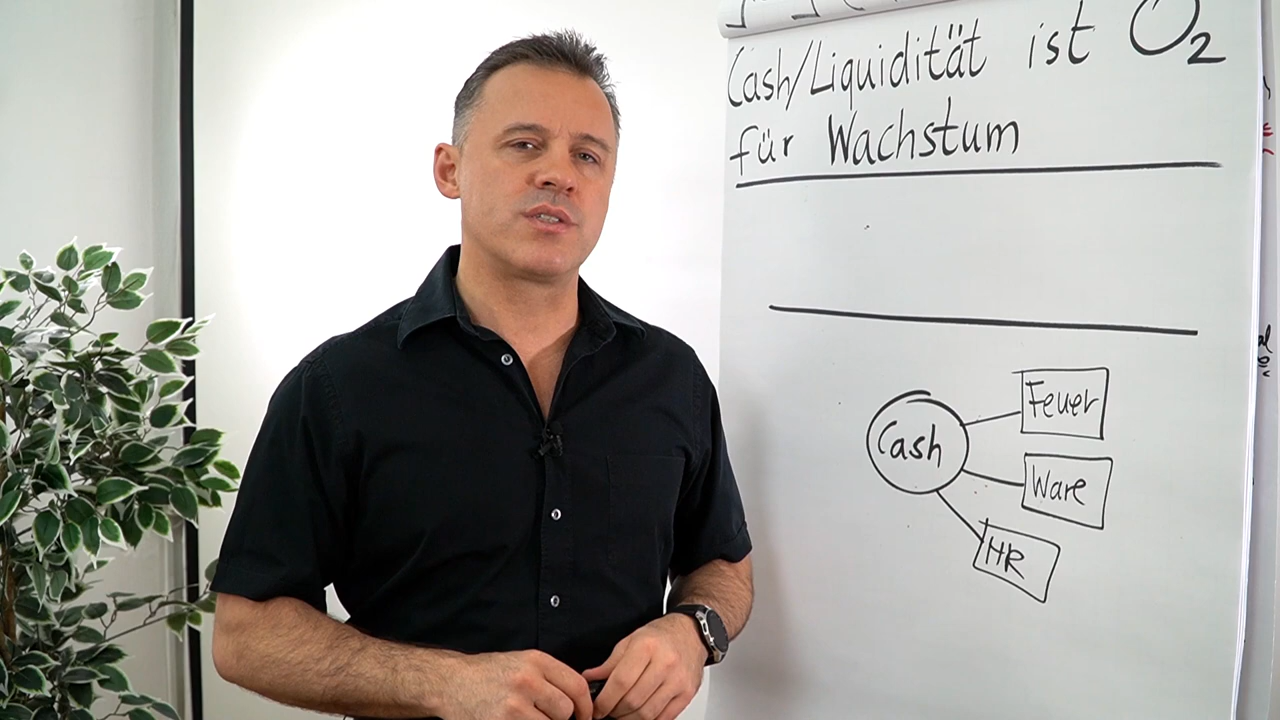 Cash/Liquidität ist O₂
für Wachstum
Cash
Feuer
Ware
HR